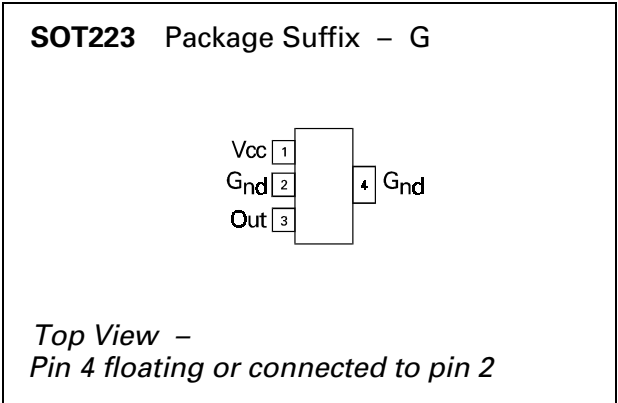 SOT223 Package Suffix – G
Vcc 1
Gnd 2 4 Gnd
Out 3
Top View –
Pin 4 floating or connected to pin 2